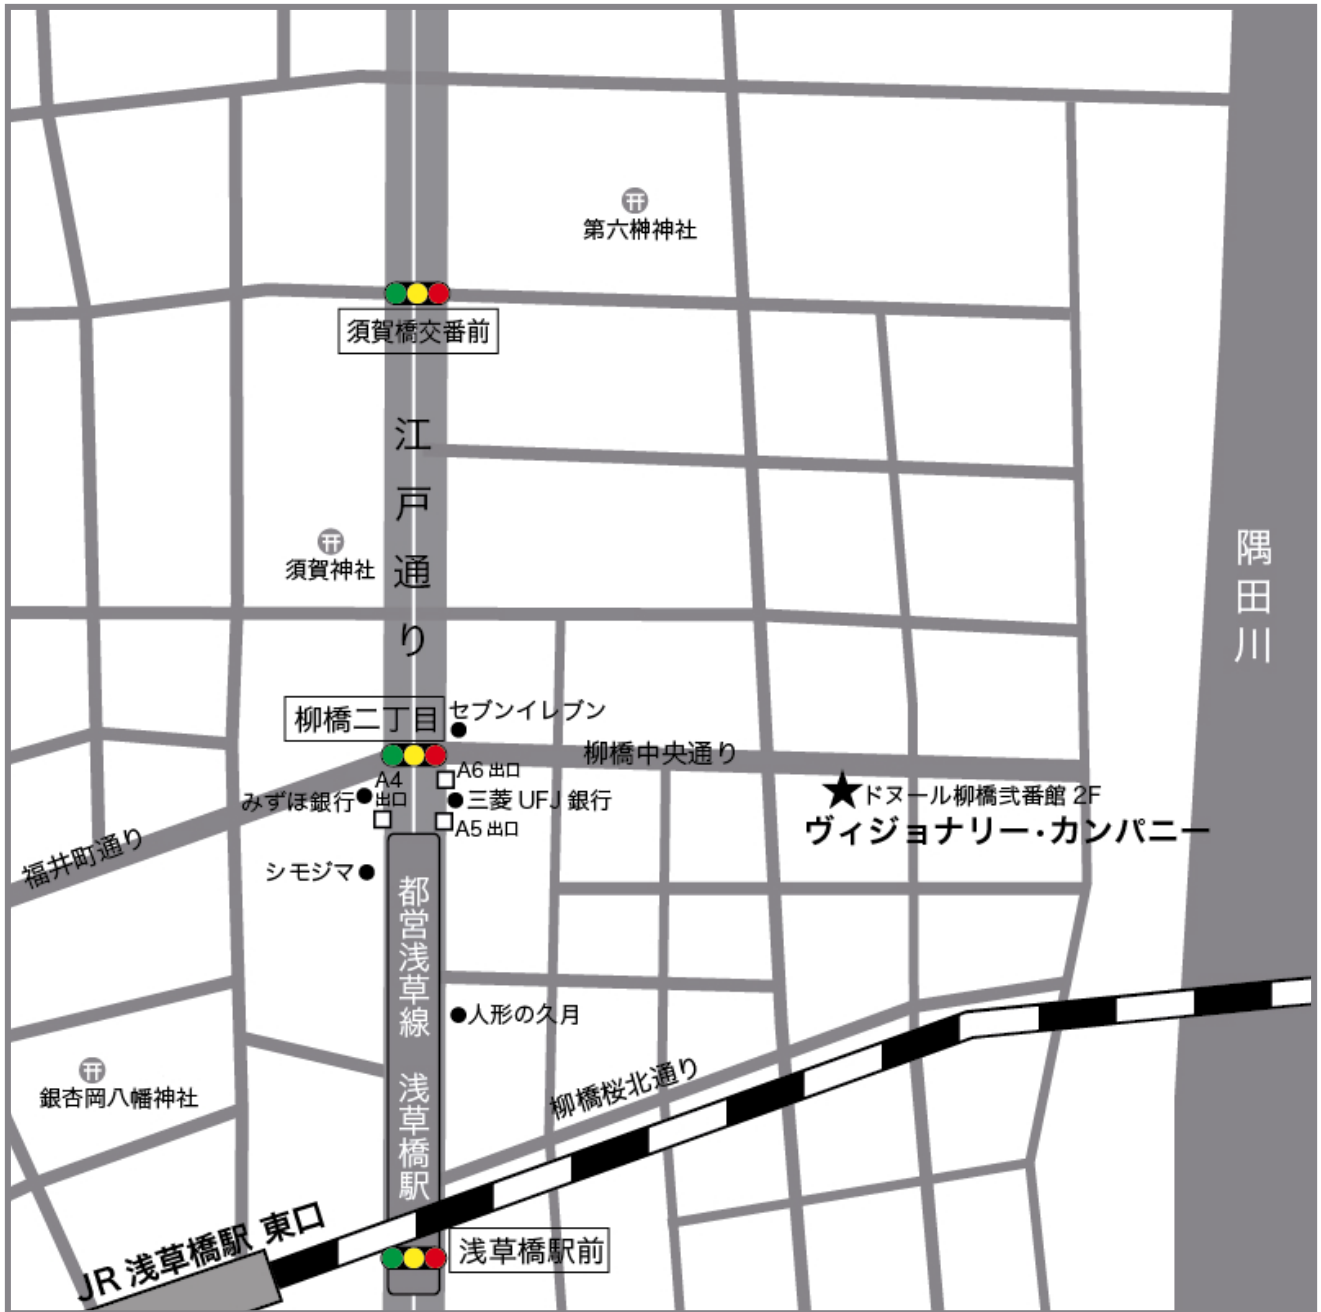 第六榊神社
須賀橋交番前
江戸通り
隅田川
須賀神社
柳橋二丁目
セブンイレブン
柳橋中央通り
A4
出口
A6 出口
みずほ銀行
三菱 UFJ 銀行
A5 出口
ドヌール柳橋弐番館 2F
ヴィジョナリー・カンパニー
福井町通り
シモジマ
都営浅草線 浅草橋駅
人形の久月
銀杏岡八幡神社
柳橋桜北通り
JR 浅草橋駅 東口
浅草橋駅前